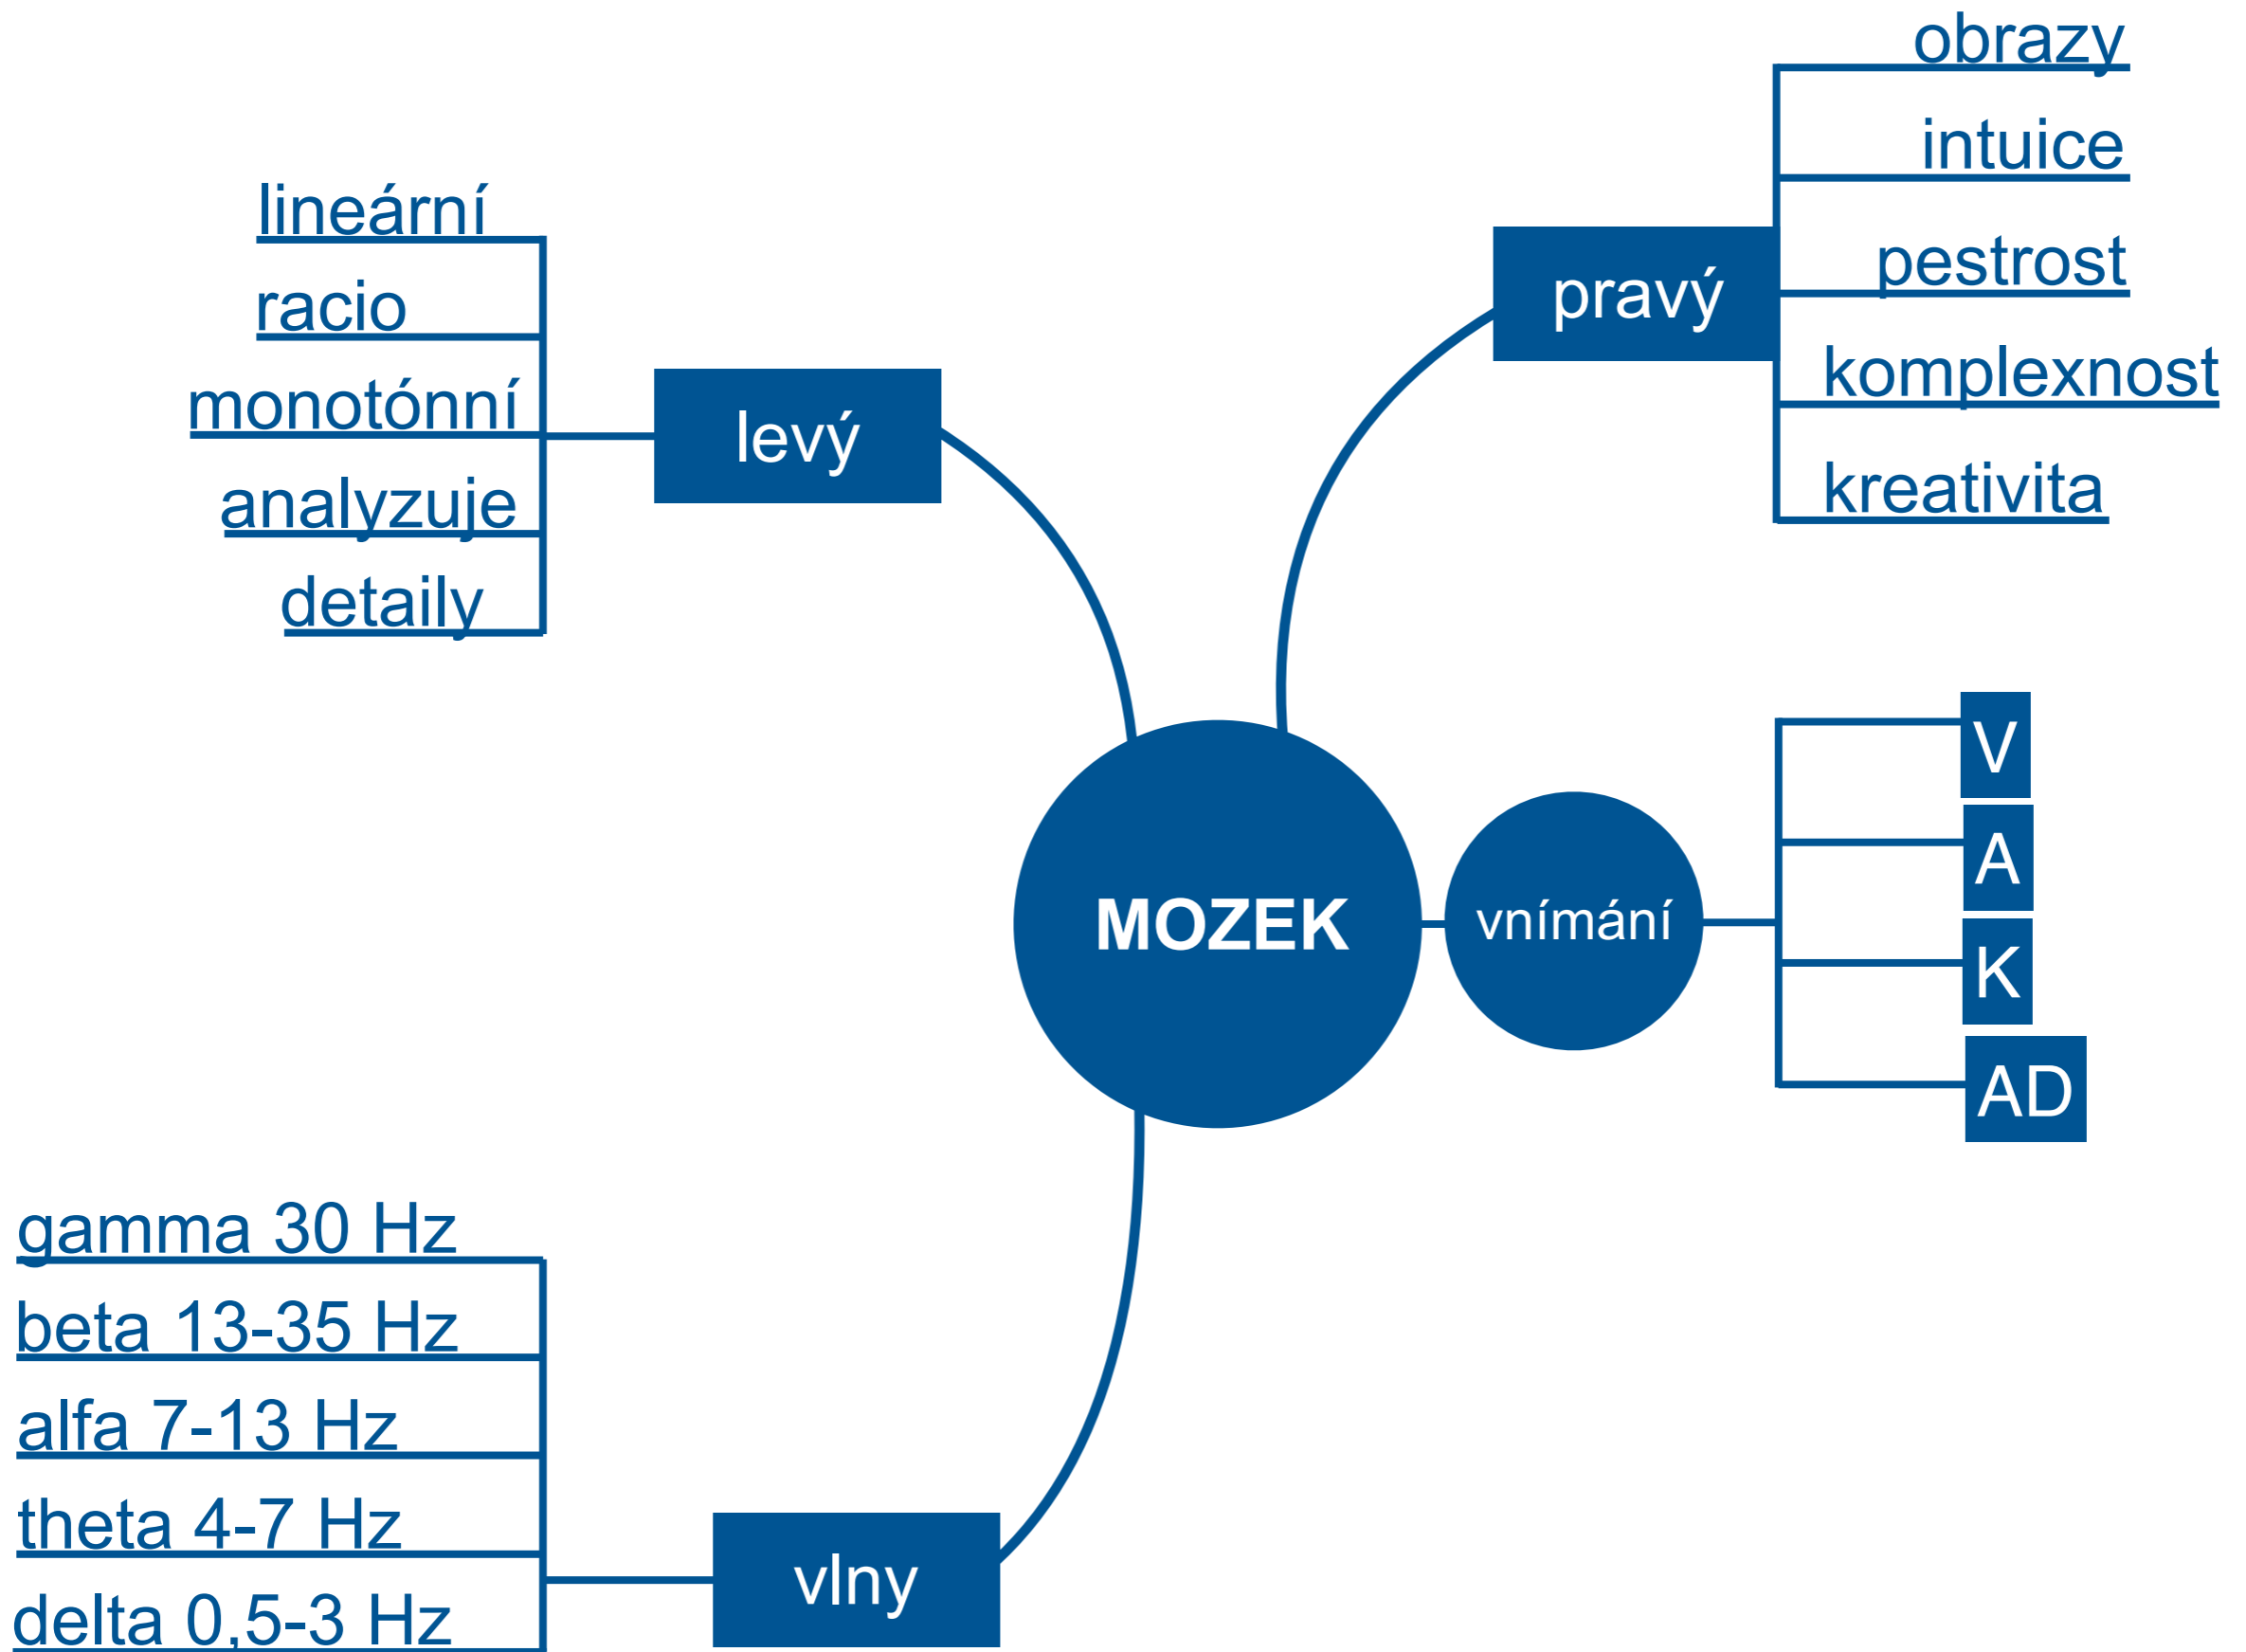 obrazy
intuice
pestrost
komplexnost
kreativita
pravý
lineární
racio
monotónní
analyzuje
detaily
levý
MOZEK
vnímání
V
A
K
AD
gamma 30 Hz
beta 13-35 Hz
alfa 7-13 Hz
theta 4-7 Hz
delta 0,5-3 Hz
vlny